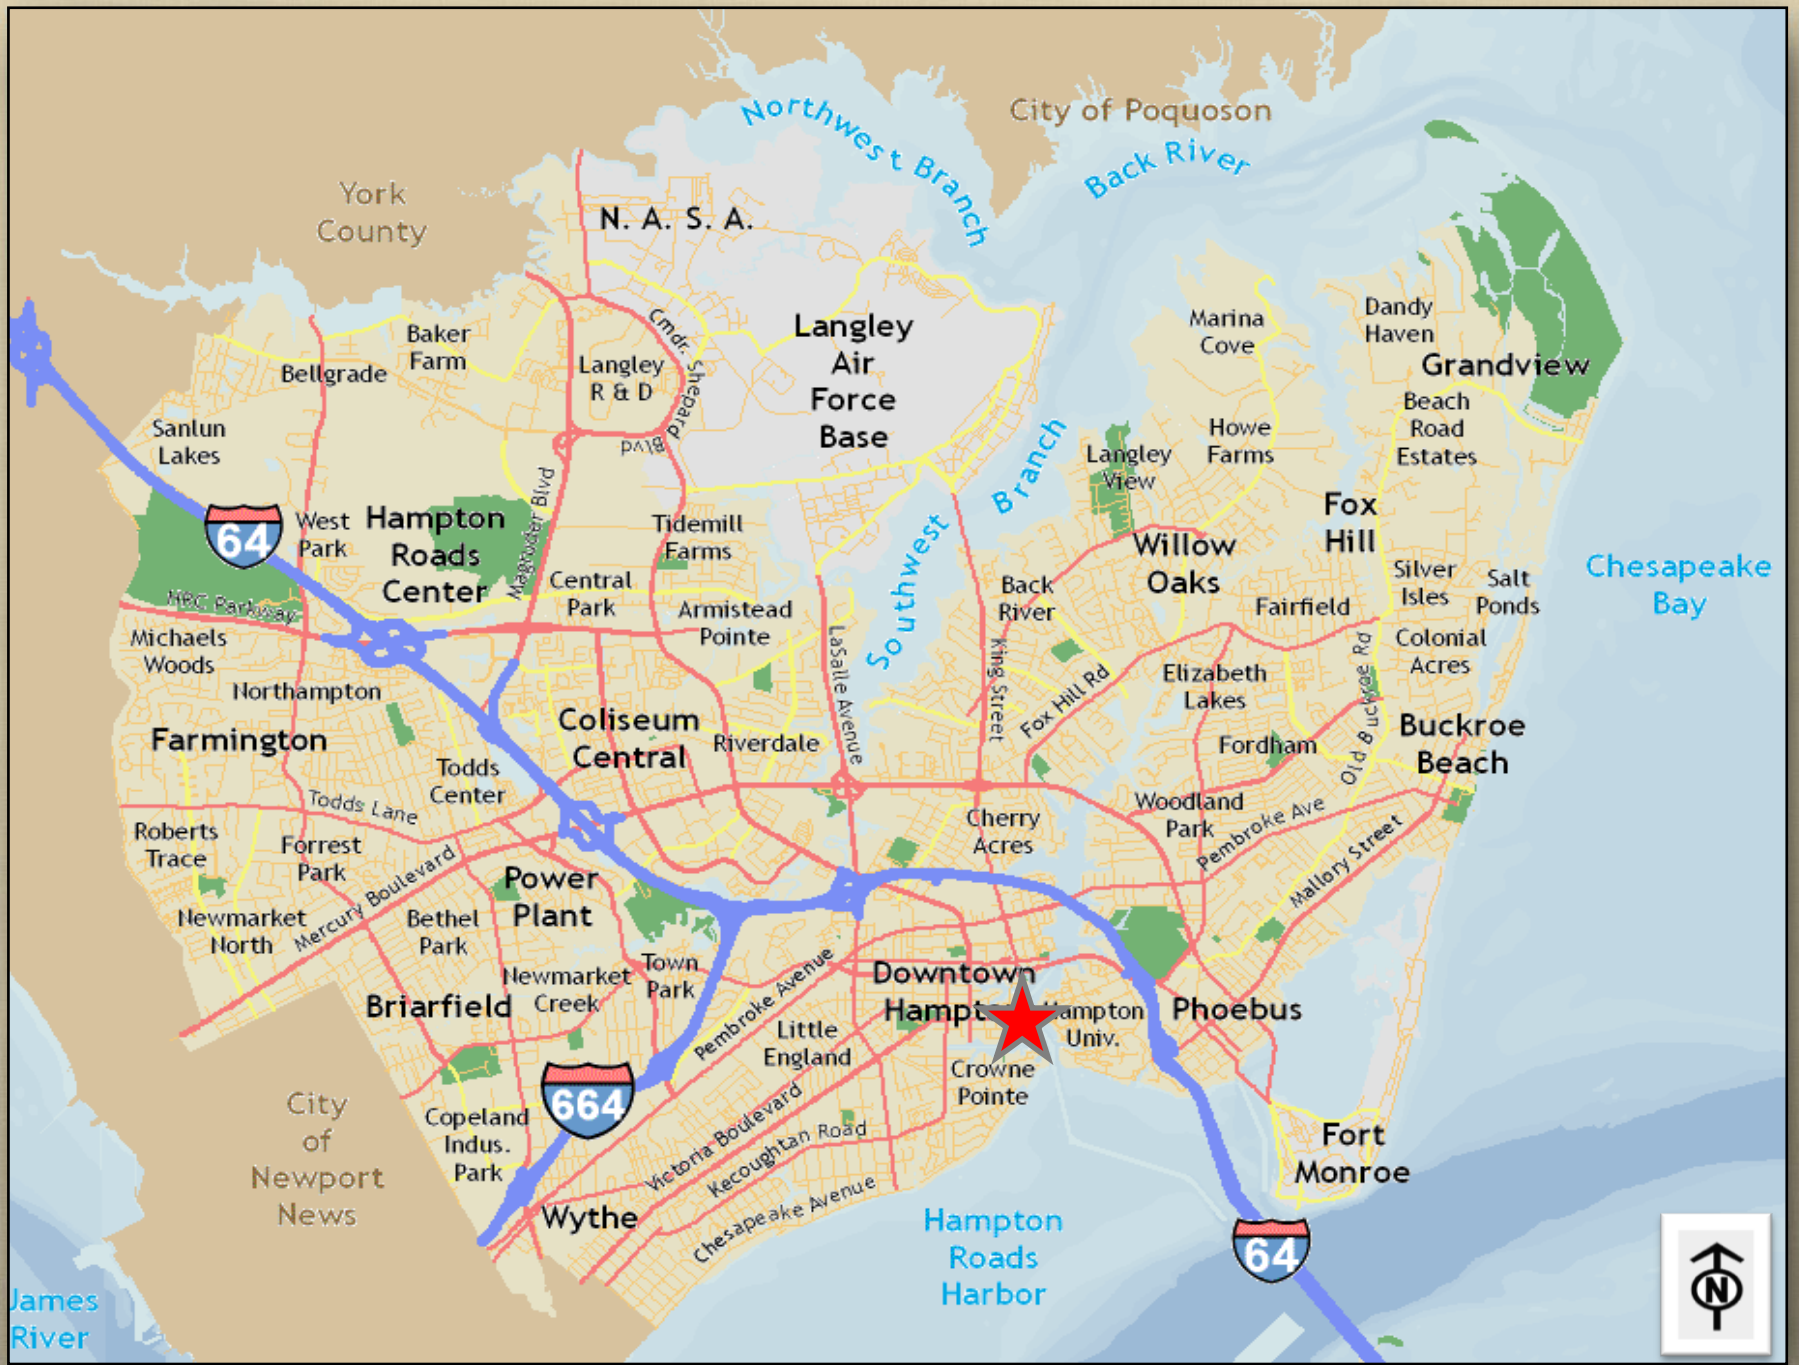 City of Poquoson
Northwest Branch
Back River
York
County
N. A. S. A.
Langley
Air
Force
Base
Cmdr. Shepard
Blvd
Langley
R & D
Baker
Farm
Bellgrade
Marina
Cove
Dandy
Haven
Grandview
Beach
Road
Estates
Sanlun
Lakes
Howe
Farms
Langley
View
Southwest Branch
Fox
Hill
64
West
Park
Hampton
Roads
Center
Magruder Blvd
Tidemill
Farms
Willow
Oaks
Chesapeake
Bay
Silver
Isles
Salt
Ponds
Central
Park
Back
River
Fairfield
HRC Parkway
Armistead
Pointe
Michaels
Woods
Colonial
Acres
LaSalle Avenue
King Street
Fox Hill Rd
Elizabeth
Lakes
Old Buckroe Rd
Northampton
Farmington
Coliseum
Central
Riverdale
Fordham
Buckroe
Beach
Todds
Center
Todds Lane
Woodland
Park
Pembroke Ave
Mallory Street
Cherry
Acres
Roberts
Trace
Forrest
Park
Mercury Boulevard
Power
Plant
Newmarket
North
Bethel
Park
Newmarket
Creek
Town
Park
Pembroke Avenue
Downtown
Briarfield
Little
England
Hampton
Univ.
Phoebus
Crowne
Pointe
664
City
of
Newport
News
Copeland
Indus.
Park
Victoria Boulevard
Kecoughtan Road
Chesapeake Avenue
Wythe
Fort
Monroe
Hampton
Roads
Harbor
64
James
River
N